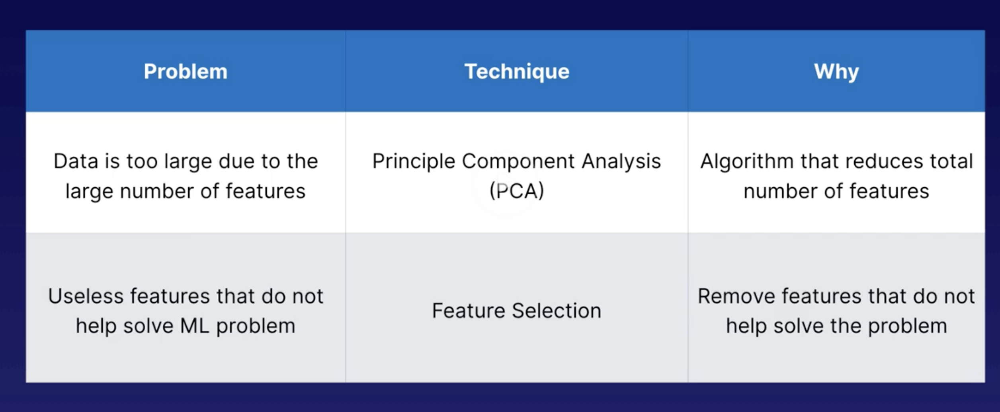 Problem
Technique
Why
Data is too large due to the
large number of features
Principle Component Analysis
(PCA)
Algorithm that reduces total
number of features
Useless features that do not
help solve ML problem
Feature Selection
Remove features that do not
help solve the problem